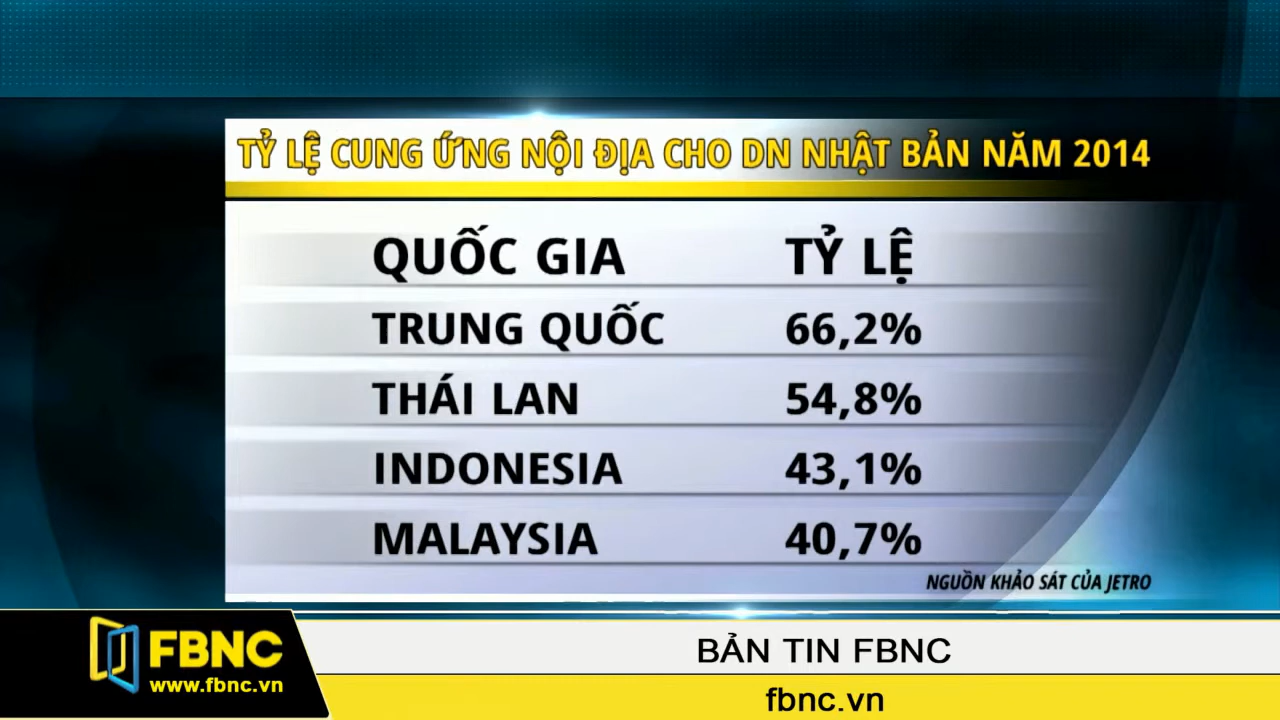 TỶ LỆ CUNG ỨNG NỘI ĐỊA CHO DN NHẬT BẢN NĂM 2014
QUỐC GIA TỶ LỆ
TRUNG QUỐC 66,2%
THÁI LAN 54,8%
INDONESIA 43,1%
MALAYSIA 40,7%
NGUỒN KHẢO SÁT CỦA JETRO
FBNC
www.fbnc.vn
BẢN TIN FBNC
fbnc.vn